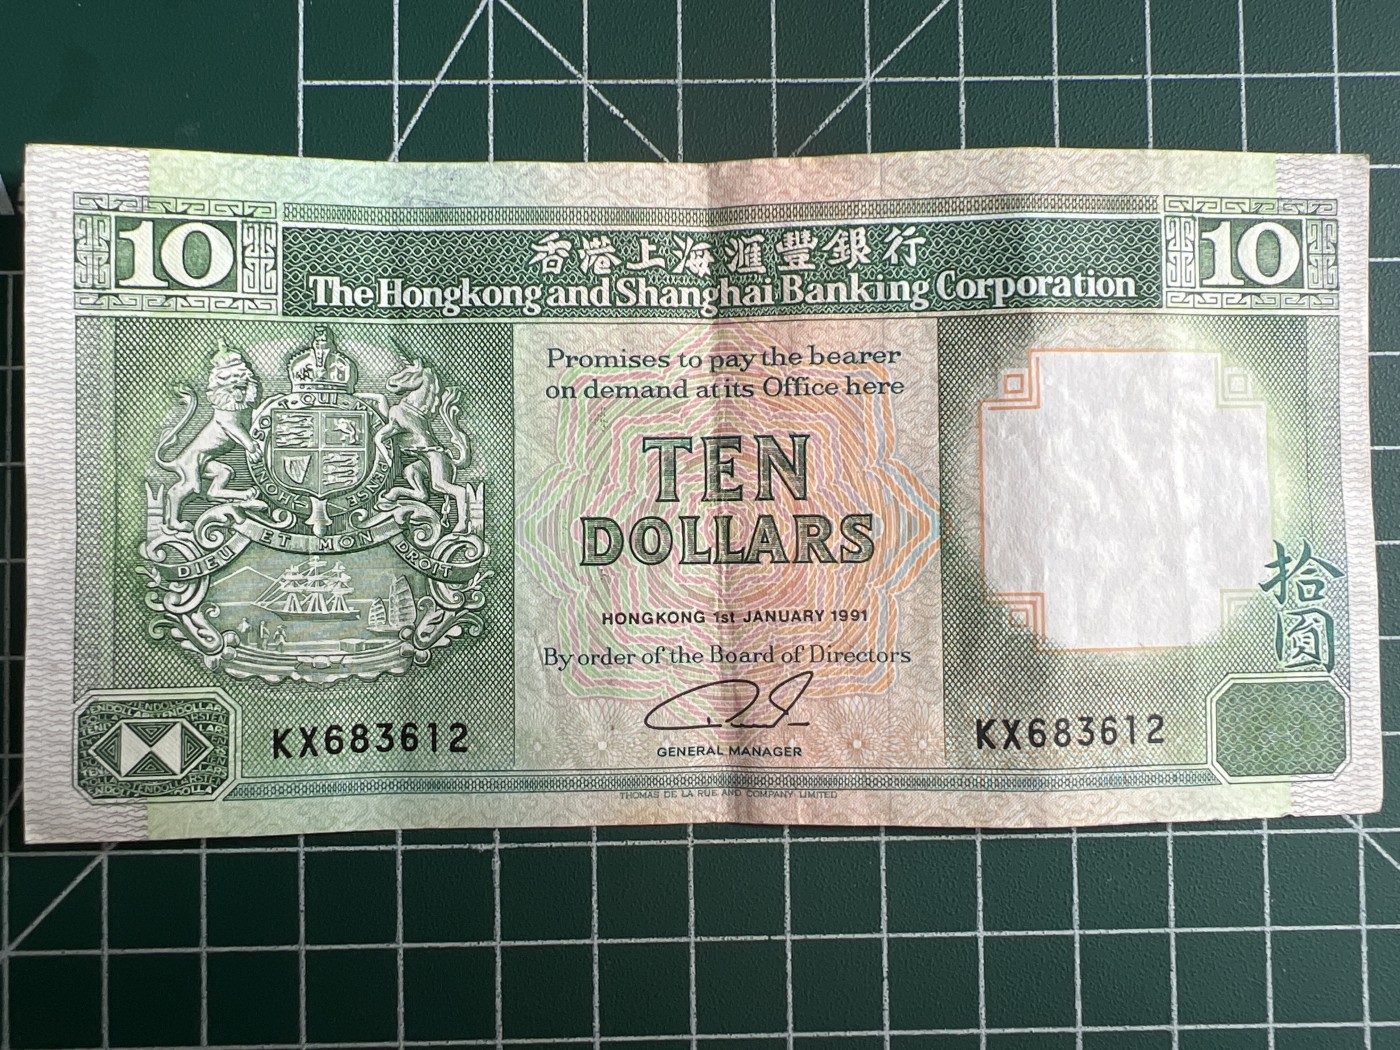 10
香港上海滙豐銀行
10
The Hongkong and Shanghai Banking Corporation
Promises to pay the bearer
on demand at its Office here
TEN
DOLLARS
HONGKONG 1st JANUARY 1991
By order of the Board of Directors
GENERAL MANAGER
DIEU ET MON DROIT
拾圓
KX683612
KX683612
THOMAS DE LA RUE AND COMPANY LIMITED